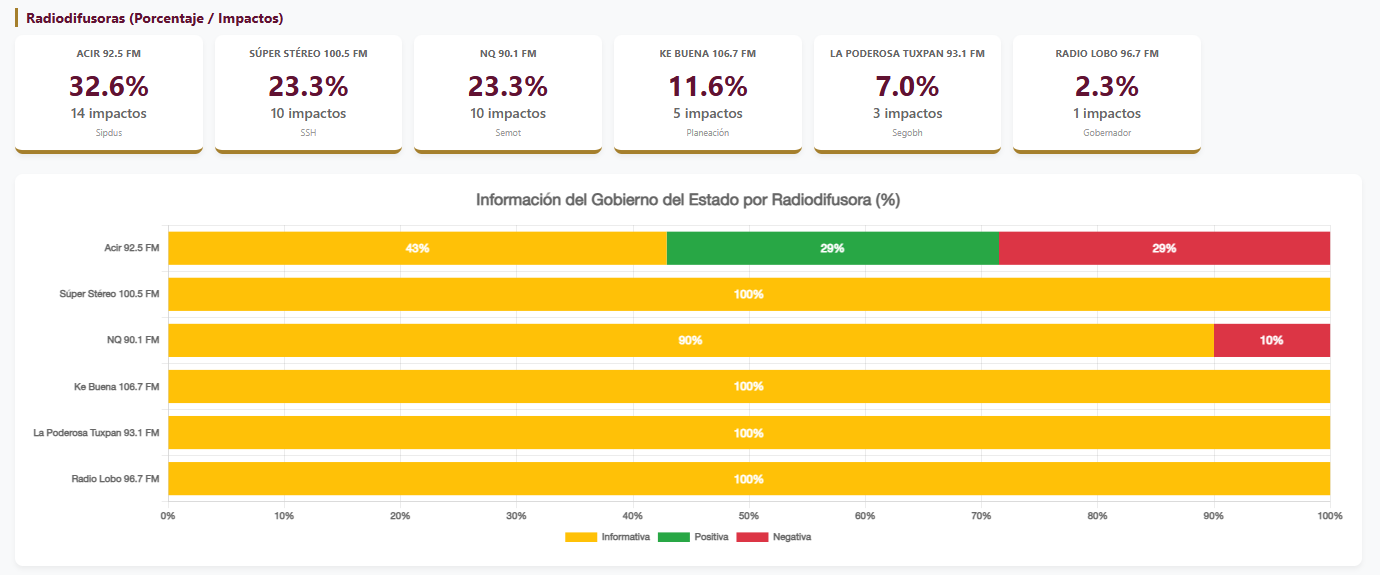 Radiodifusoras (Porcentaje / Impactos)
ACIR 92.5 FM
32.6%
14 impactos
Sipdus
SÚPER STÉREO 100.5 FM
23.3%
10 impactos
SSH
NQ 90.1 FM
23.3%
10 impactos
Semot
KE BUENA 106.7 FM
11.6%
5 impactos
Planeación
LA PODEROSA TUXPAN 93.1 FM
7.0%
3 impactos
Segobh
RADIO LOBO 96.7 FM
2.3%
1 impactos
Gobernador
Información del Gobierno del Estado por Radiodifusora (%)
Acir 92.5 FM 43% 29% 29%
Súper Stéreo 100.5 FM 100%
NQ 90.1 FM 90% 10%
Ke Buena 106.7 FM 100%
La Poderosa Tuxpan 93.1 FM 100%
Radio Lobo 96.7 FM 100%
0% 10% 20% 30% 40% 50% 60% 70% 80% 90% 100%
Informativa Positiva Negativa